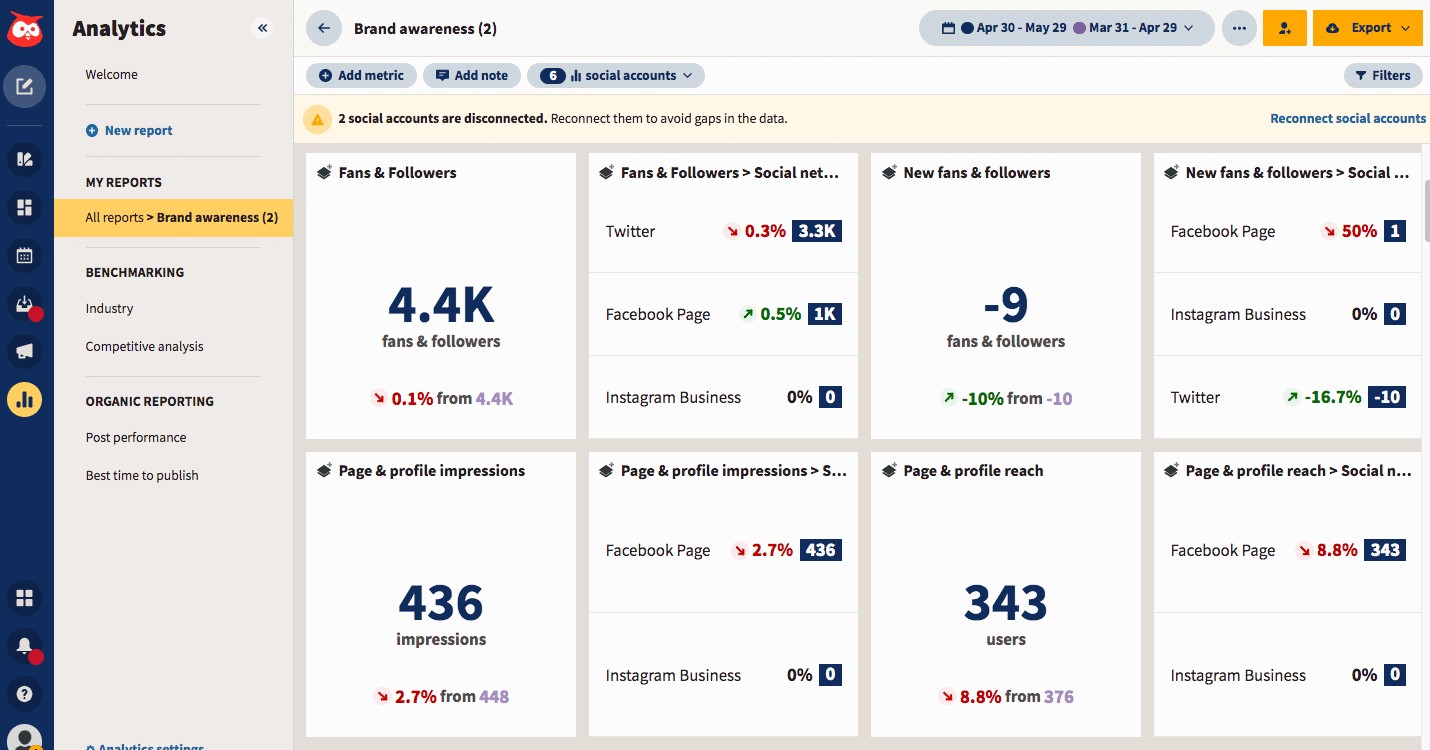 Analytics
Welcome
New report
MY REPORTS
All reports > Brand awareness (2)
BENCHMARKING
Industry
Competitive analysis
ORGANIC REPORTING
Post performance
Best time to publish
Analytics settings
Brand awareness (2)
Apr 30 - May 29 Mar 31 - Apr 29
Export
Add metric
Add note
6 social accounts
Filters
2 social accounts are disconnected. Reconnect them to avoid gaps in the data.
Reconnect social accounts
Fans & Followers
4.4K
fans & followers
0.1% from 4.4K
Fans & Followers > Social net...
Twitter 0.3% 3.3K
Facebook Page 0.5% 1K
Instagram Business 0% 0
New fans & followers
-9
fans & followers
-10% from -10
New fans & followers > Social ...
Facebook Page 50% 1
Instagram Business 0% 0
Twitter -16.7% -10
Page & profile impressions
436
impressions
2.7% from 448
Page & profile impressions > S...
Facebook Page 2.7% 436
Instagram Business 0% 0
Page & profile reach
343
users
8.8% from 376
Page & profile reach > Social n...
Facebook Page 8.8% 343
Instagram Business 0% 0